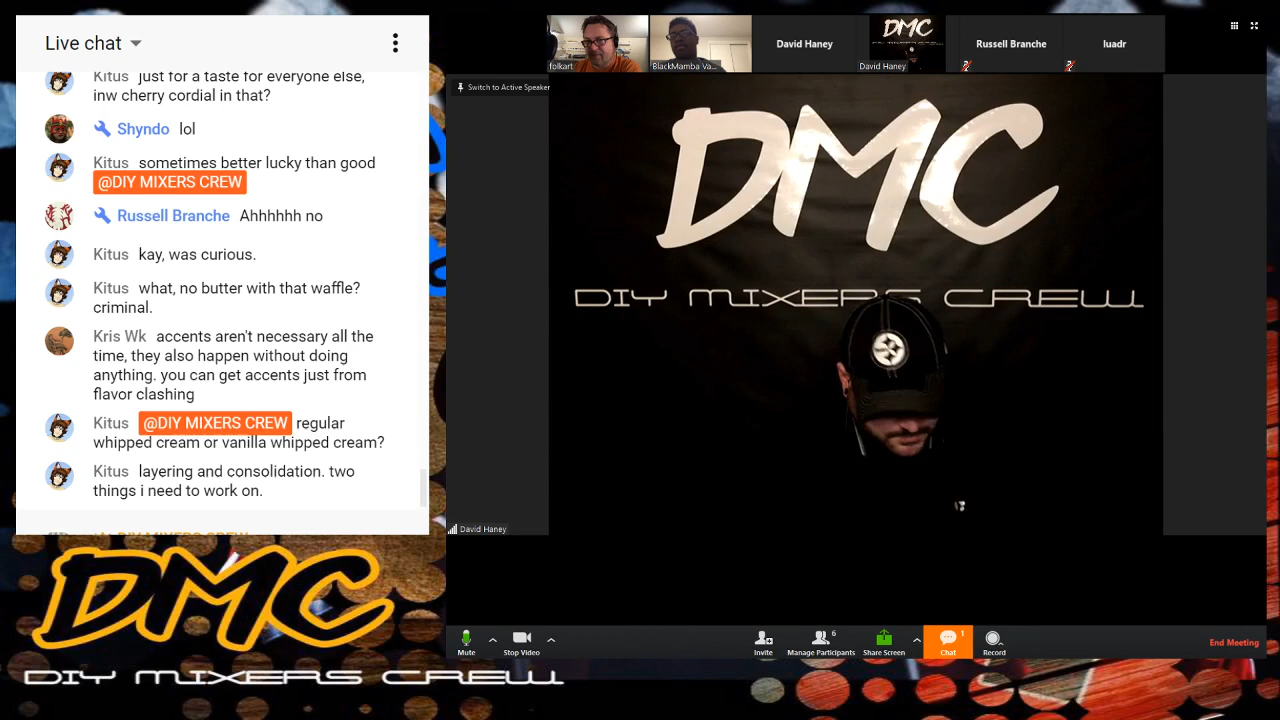 Live chat
Kitus just for a taste for everyone else,
inw cherry cordial in that?
Shyndo lol
Kitus sometimes better lucky than good
@DIY MIXERS CREW
Russell Branche Ahhhhhh no
Kitus kay, was curious.
Kitus what, no butter with that waffle?
criminal.
Kris Wk accents aren't necessary all the
time, they also happen without doing
anything. you can get accents just from
flavor clashing
Kitus @DIY MIXERS CREW regular
whipped cream or vanilla whipped cream?
Kitus layering and consolidation. two
things i need to work on.
DMC
DIY MIXERS CREW
folkart
BlackMamba Va...
David Haney
DMC
David Haney
Russell Branche
luadr
Switch to Active Speaker
DMC
DIY MIXERS CREW
David Haney
Mute
Stop Video
Invite
6
Manage Participants
Share Screen
1
Chat
Record
End Meeting